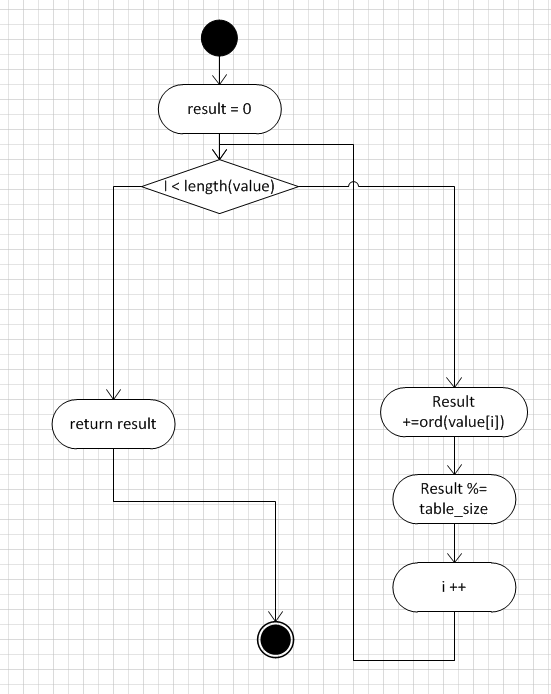 result = 0
I < length(value)
Result
+=ord(value[i])
return result
Result %=
table_size
i ++